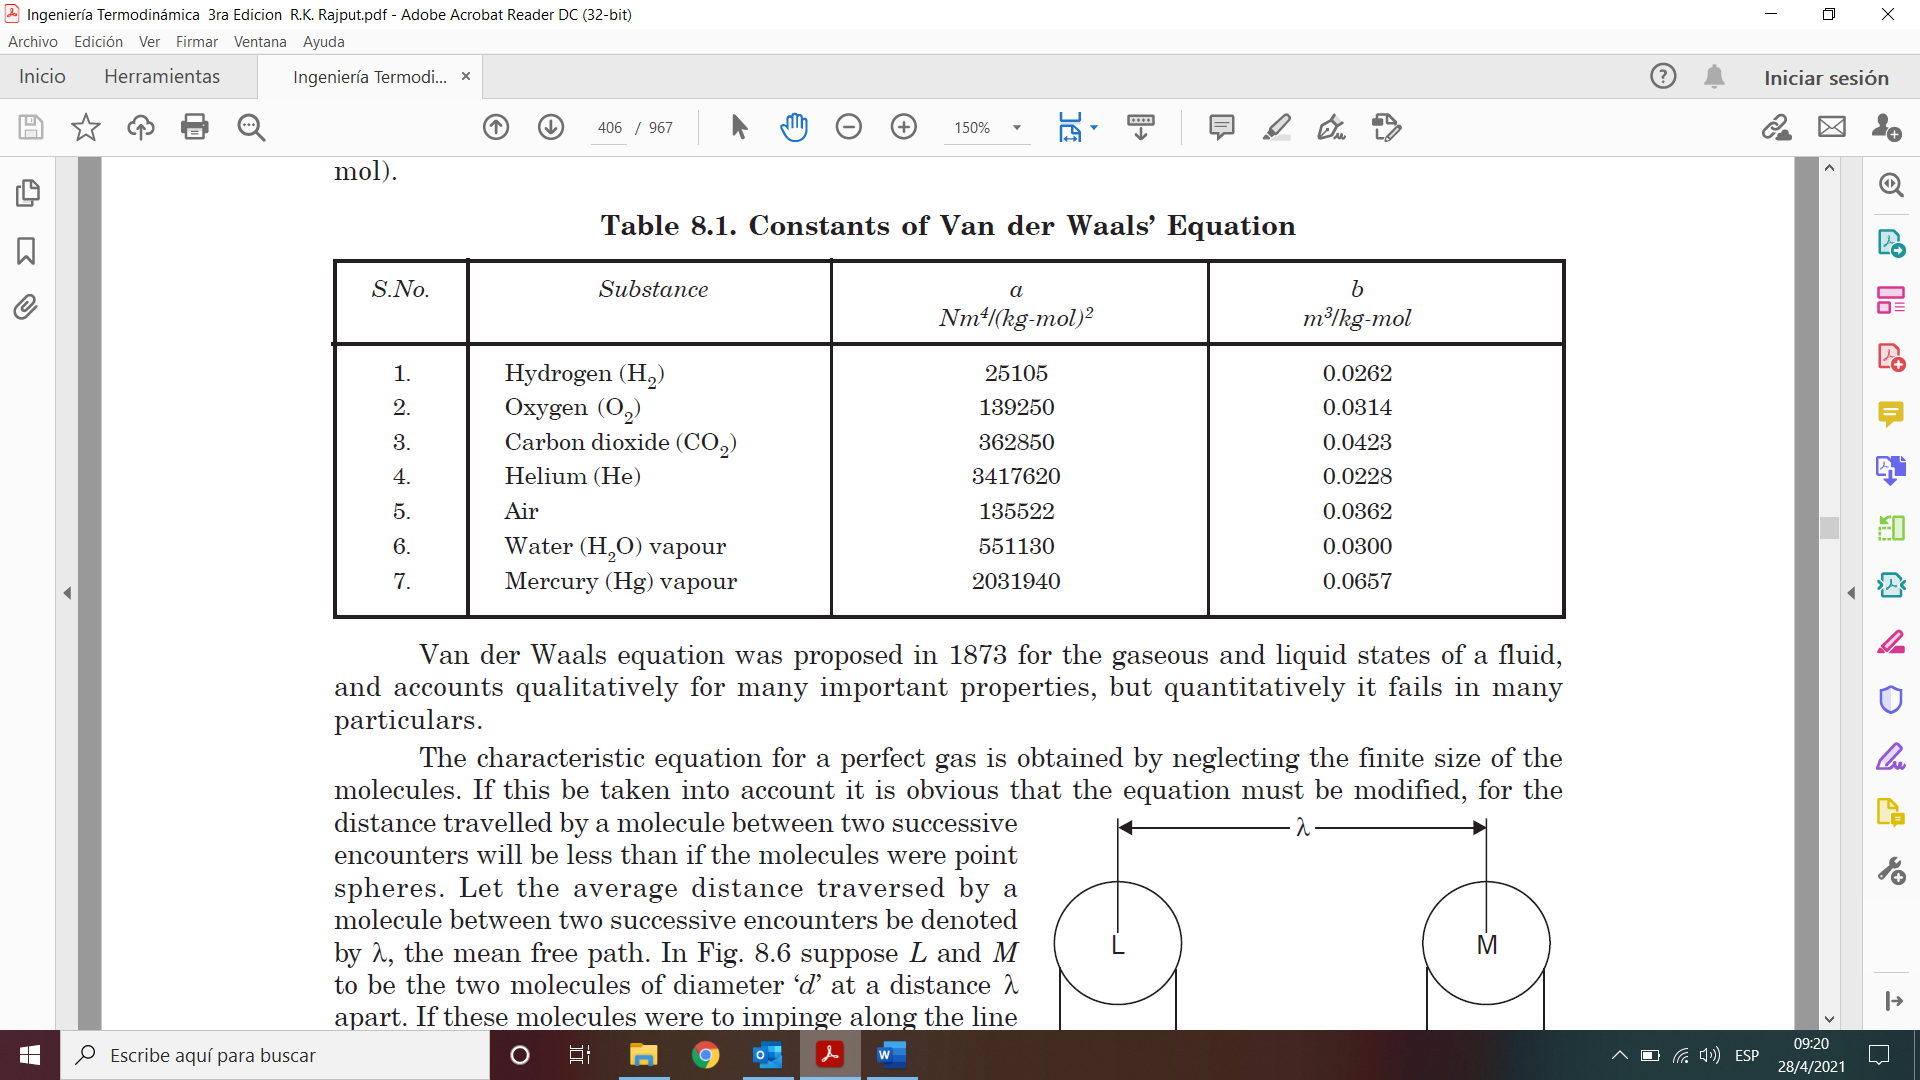 Ingeniería Termodinámica  3ra Edicion  R.K. Rajput.pdf - Adobe Acrobat Reader DC (32-bit)
Archivo Edición Ver Firmar Ventana Ayuda
Inicio Herramientas Ingeniería Termodi... × Iniciar sesión
406 / 967 150%
mol).
Table 8.1. Constants of Van der Waals’ Equation
S.No. Substance a b
Nm⁴/(kg-mol)² m³/kg-mol
1. Hydrogen (H₂) 25105 0.0262
2. Oxygen (O₂) 139250 0.0314
3. Carbon dioxide (CO₂) 362850 0.0423
4. Helium (He) 3417620 0.0228
5. Air 135522 0.0362
6. Water (H₂O) vapour 551130 0.0300
7. Mercury (Hg) vapour 2031940 0.0657
Van der Waals equation was proposed in 1873 for the gaseous and liquid states of a fluid,
and accounts qualitatively for many important properties, but quantitatively it fails in many
particulars.
The characteristic equation for a perfect gas is obtained by neglecting the finite size of the
molecules. If this be taken into account it is obvious that the equation must be modified, for the
distance travelled by a molecule between two successive
encounters will be less than if the molecules were point
spheres. Let the average distance traversed by a
molecule between two successive encounters be denoted
by λ, the mean free path. In Fig. 8.6 suppose L and M
to be the two molecules of diameter ‘d’ at a distance λ
apart. If these molecules were to impinge along the line
λ
L M
Escribe aquí para buscar
ESP
09:20
28/4/2021